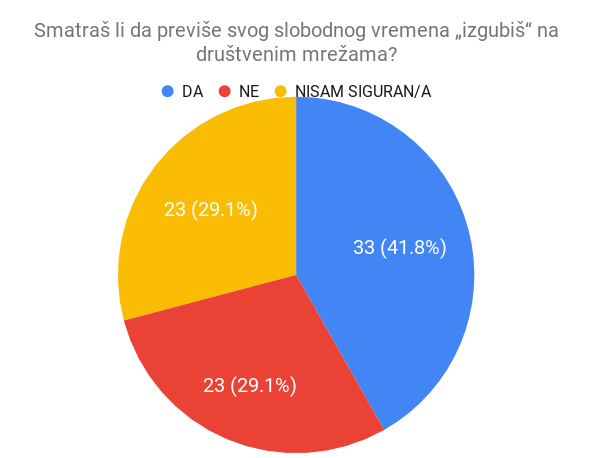 Smatraš li da previše svog slobodnog vremena „izgubiš“ na
društvenim mrežama?
DA NE NISAM SIGURAN/A
23 (29.1%)
33 (41.8%)
23 (29.1%)